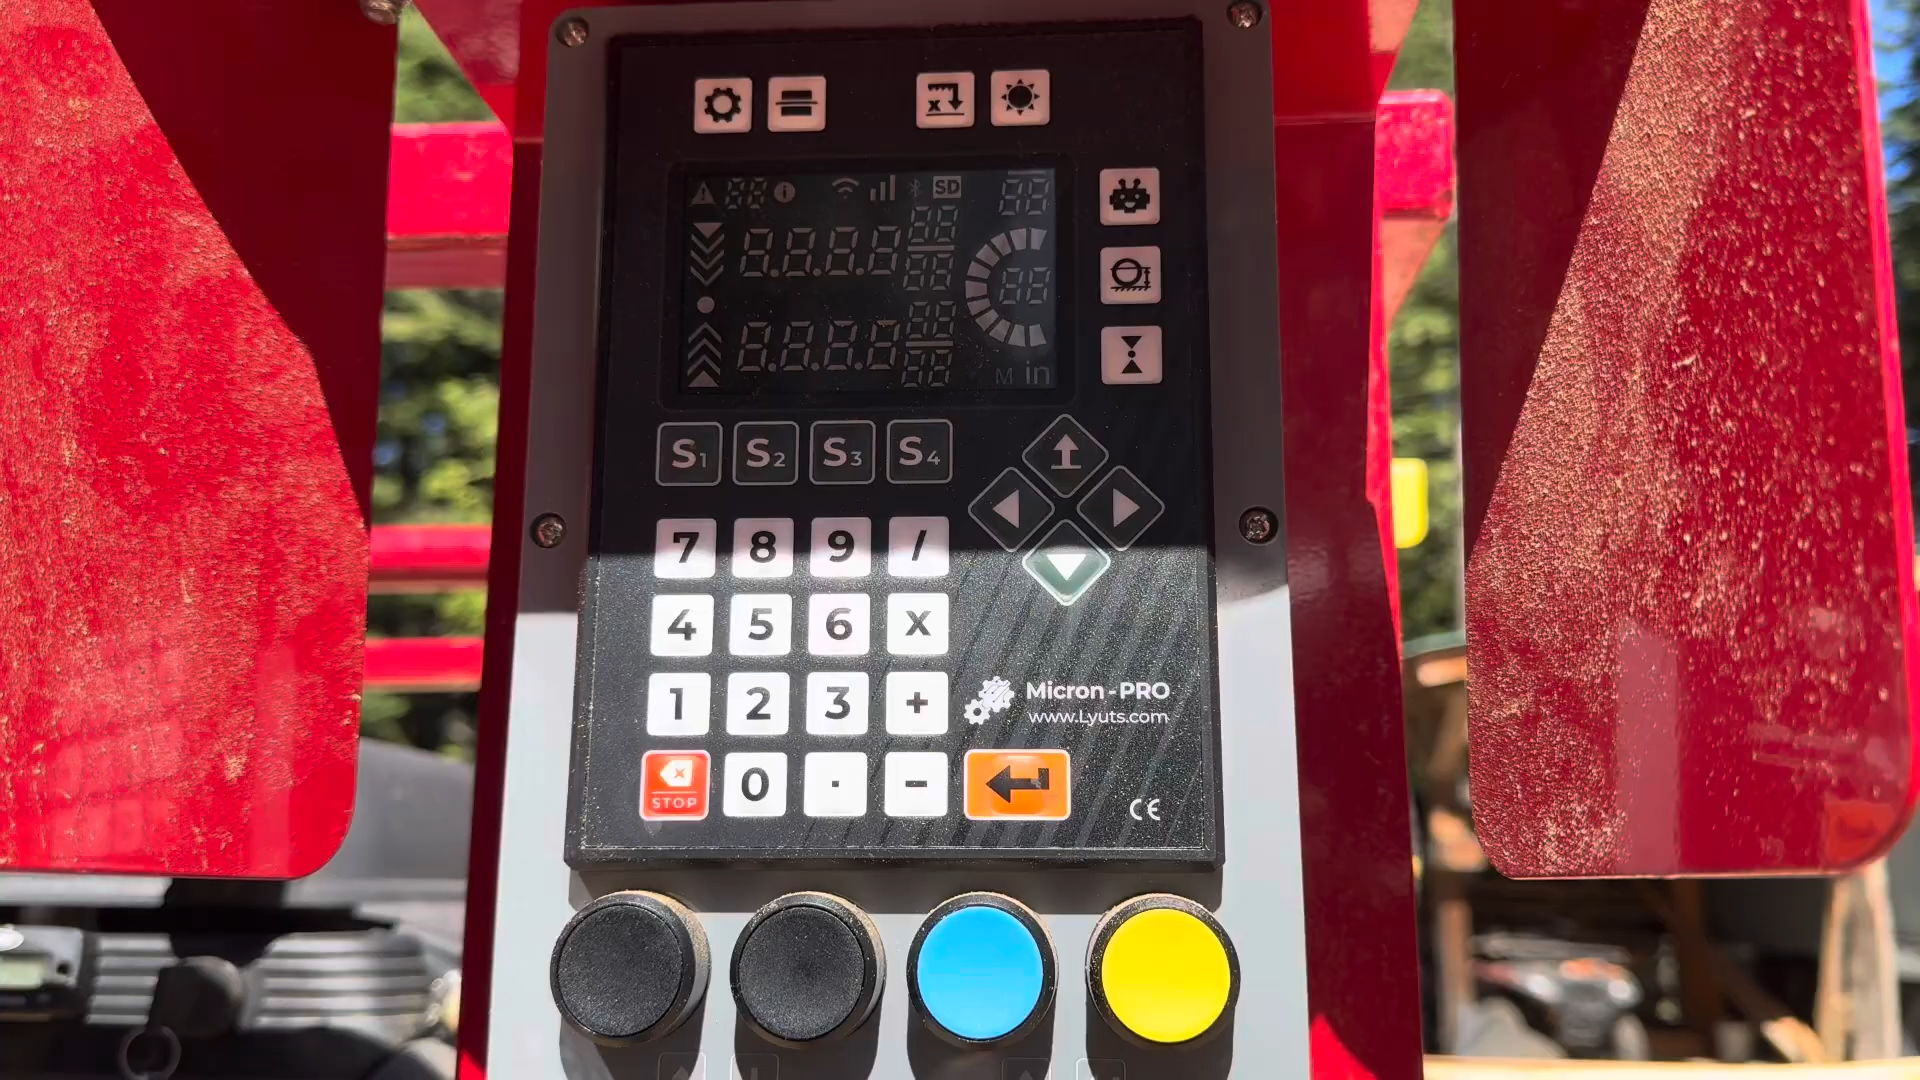 SD
M in
S1 S2 S3 S4
7 8 9 /
4 5 6 x
1 2 3 +
Micron-PRO
www.Lyuts.com
STOP
0 . -
CE